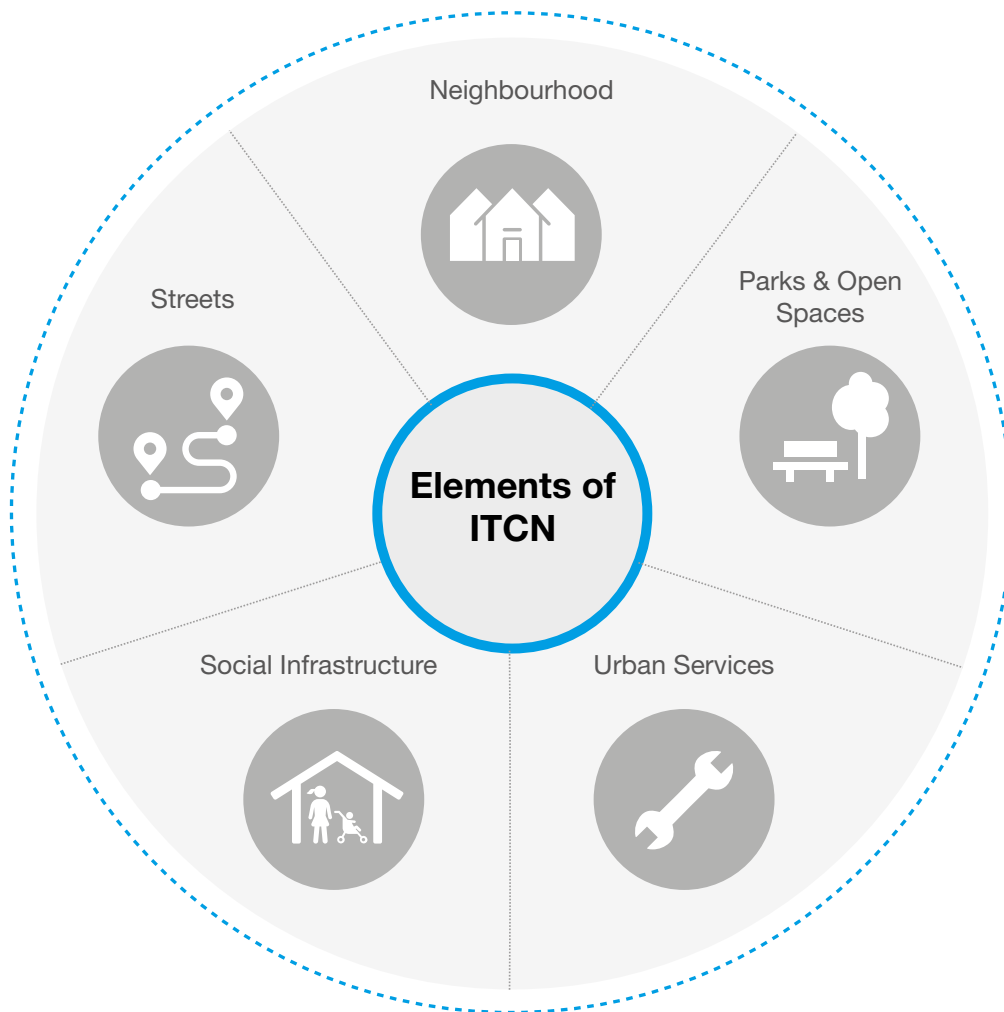 Neighbourhood
Parks & Open
Spaces
Streets
Elements of
ITCN
Social Infrastructure
Urban Services